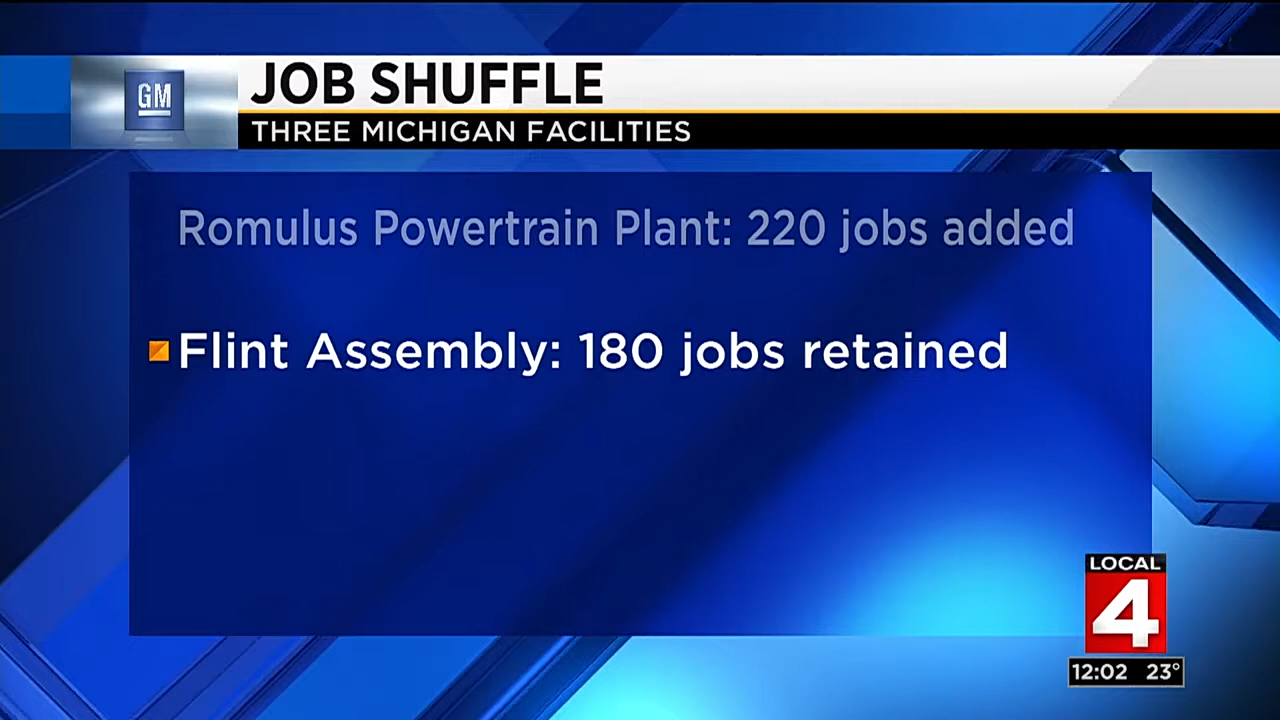 GM
JOB SHUFFLE
THREE MICHIGAN FACILITIES
Romulus Powertrain Plant: 220 jobs added
Flint Assembly: 180 jobs retained
LOCAL
4
12:02 23°